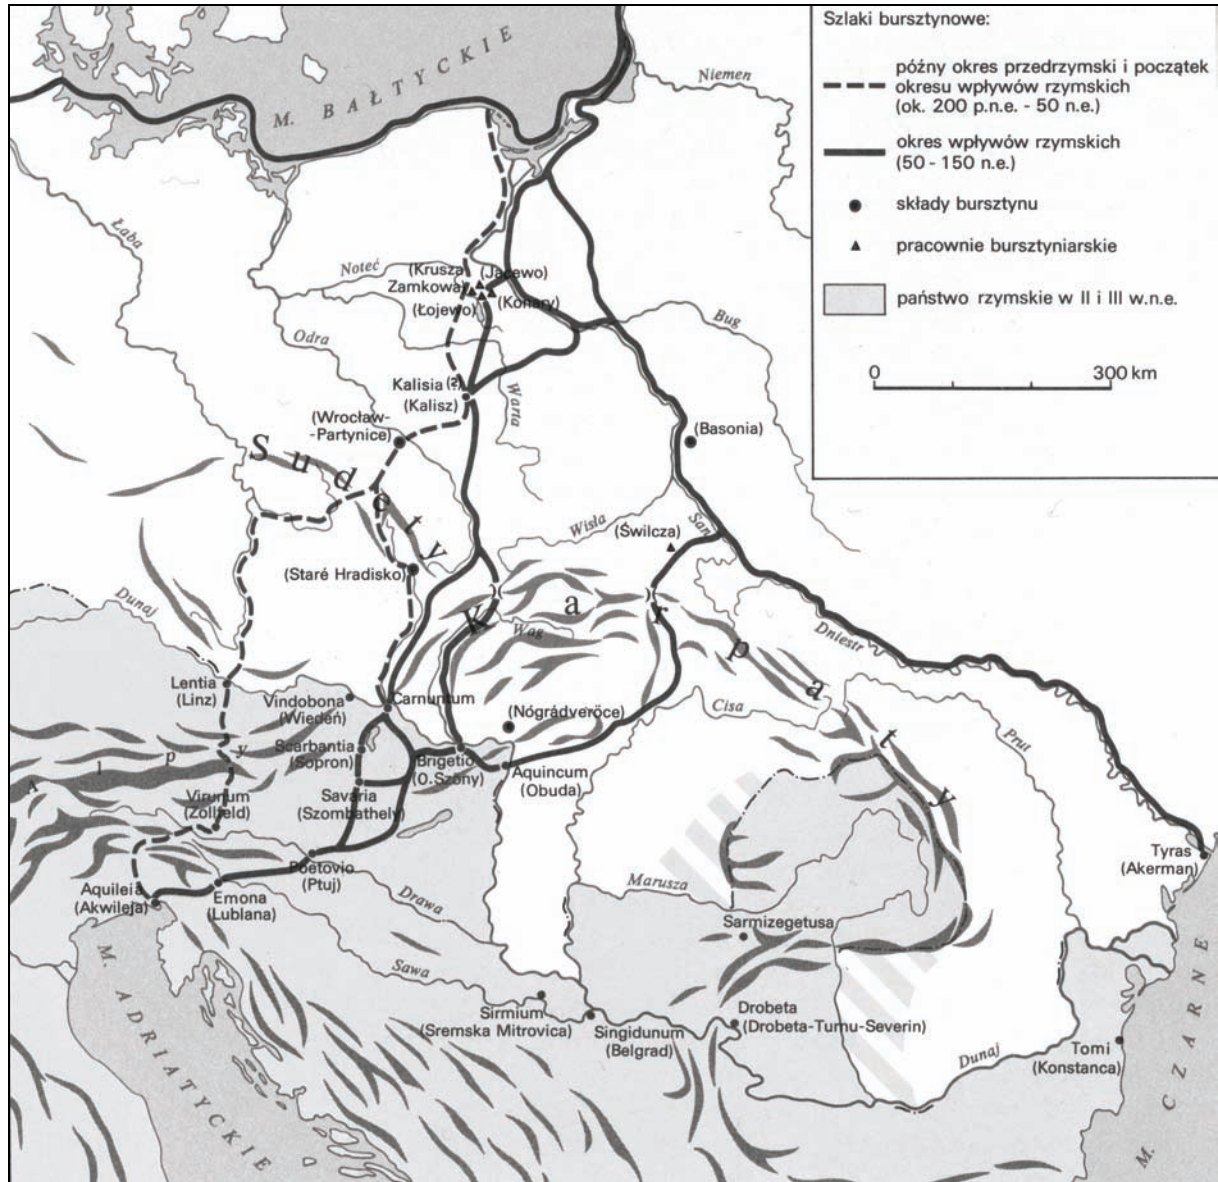 Szlaki bursztynowe:
późny okres przedrzymski i początek
okresu wpływów rzymskich
(ok. 200 p.n.e. - 50 n.e.)
okres wpływów rzymskich
(50 - 150 n.e.)
składy bursztynu
pracownie bursztyniarskie
państwo rzymskie w II i III w.n.e.
0 300 km
M. BAŁTYCKIE
Niemen
Łaba
Noteć
(Krusza
Zamkowa)
(Jacewo)
(Łojewo)
(Konary)
Bug
Odra
Kalisia (?)
(Kalisz)
Warta
(Wrocław-
-Partynice)
(Basonia)
Sudety
Wisła
(Świlcza)
San
(Staré Hradisko)
Dunaj
Karpaty
Wag
Dniestr
Lentia
(Linz)
Vindobona
(Wiedeń)
Carnuntum
(Nógrádveröce)
Cisa
Prut
Scarbantia
(Sopron)
Brigetio
(O.Szöny)
Aquincum
(Obuda)
Alpy
Virunum
(Zollfeld)
Savaria
(Szombathely)
Poetovio
(Ptuj)
Tyras
(Akerman)
Aquileia
(Akwileja)
Emona
(Lublana)
Drawa
Marusza
Sarmizegetusa
Sawa
M. ADRIATYCKIE
Sirmium
(Sremska Mitrovica)
Singidunum
(Belgrad)
Drobeta
(Drobeta-Turnu-Severin)
Dunaj
Tomi
(Konstanca)
M. CZARNE